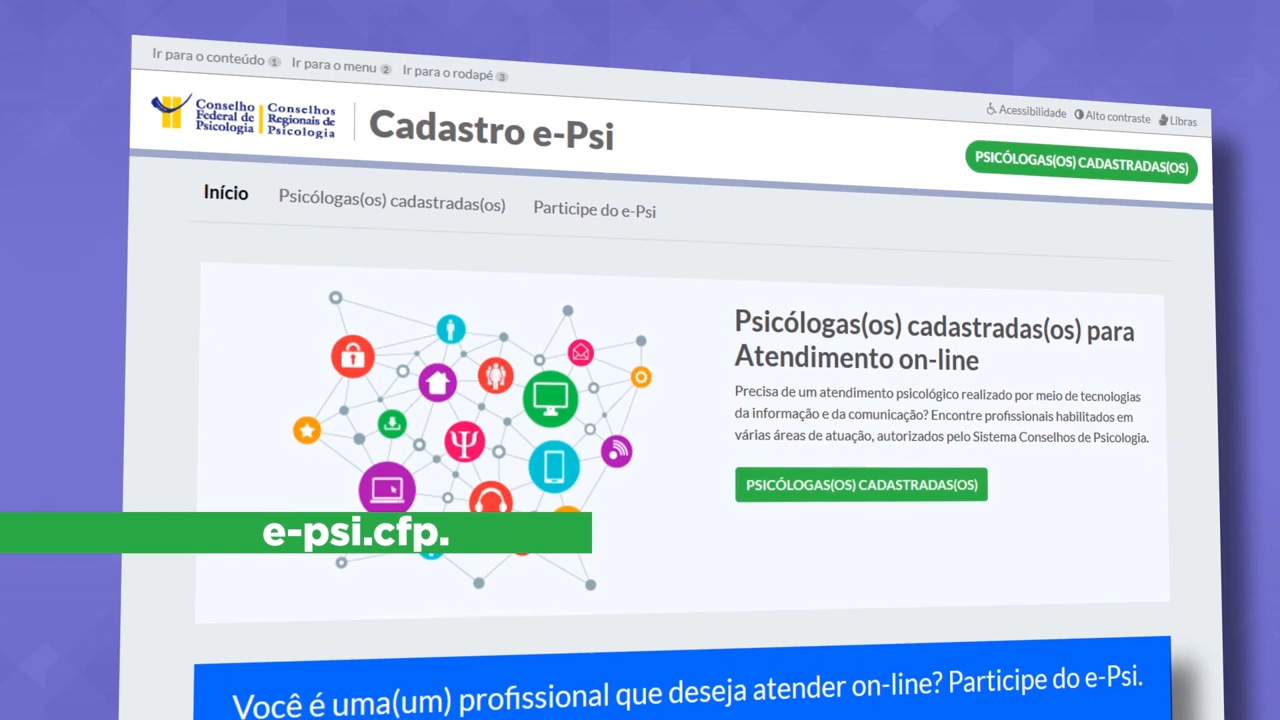 Ir para o conteúdo 1 Ir para o menu 2 Ir para o rodapé 3
Acessibilidade Alto contraste Libras
Conselho Federal de Psicologia
Conselhos Regionais de Psicologia
Cadastro e-Psi
PSICÓLOGAS(OS) CADASTRADAS(OS)
Início Psicólogas(os) cadastradas(os) Participe do e-Psi
Psicólogas(os) cadastradas(os) para
Atendimento on-line
Precisa de um atendimento psicológico realizado por meio de tecnologias
da informação e da comunicação? Encontre profissionais habilitados em
várias áreas de atuação, autorizados pelo Sistema Conselhos de Psicologia.
PSICÓLOGAS(OS) CADASTRADAS(OS)
Ψ
e-psi.cfp.
Você é uma(um) profissional que deseja atender on-line? Participe do e-Psi.